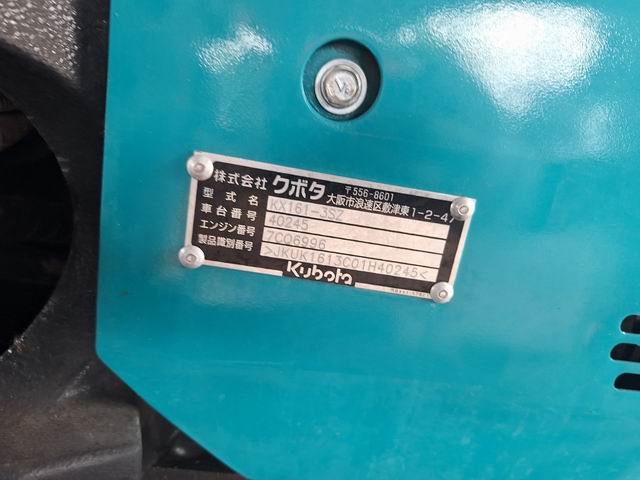 株式会社 クボタ 〒556-8601
大阪市浪速区敷津東1-2-47
型式名 KX161-3SZ
車台番号 40245
エンジン番号 7CQ6996
製品識別番号 >JKUK1613C01H40245<
Kubota